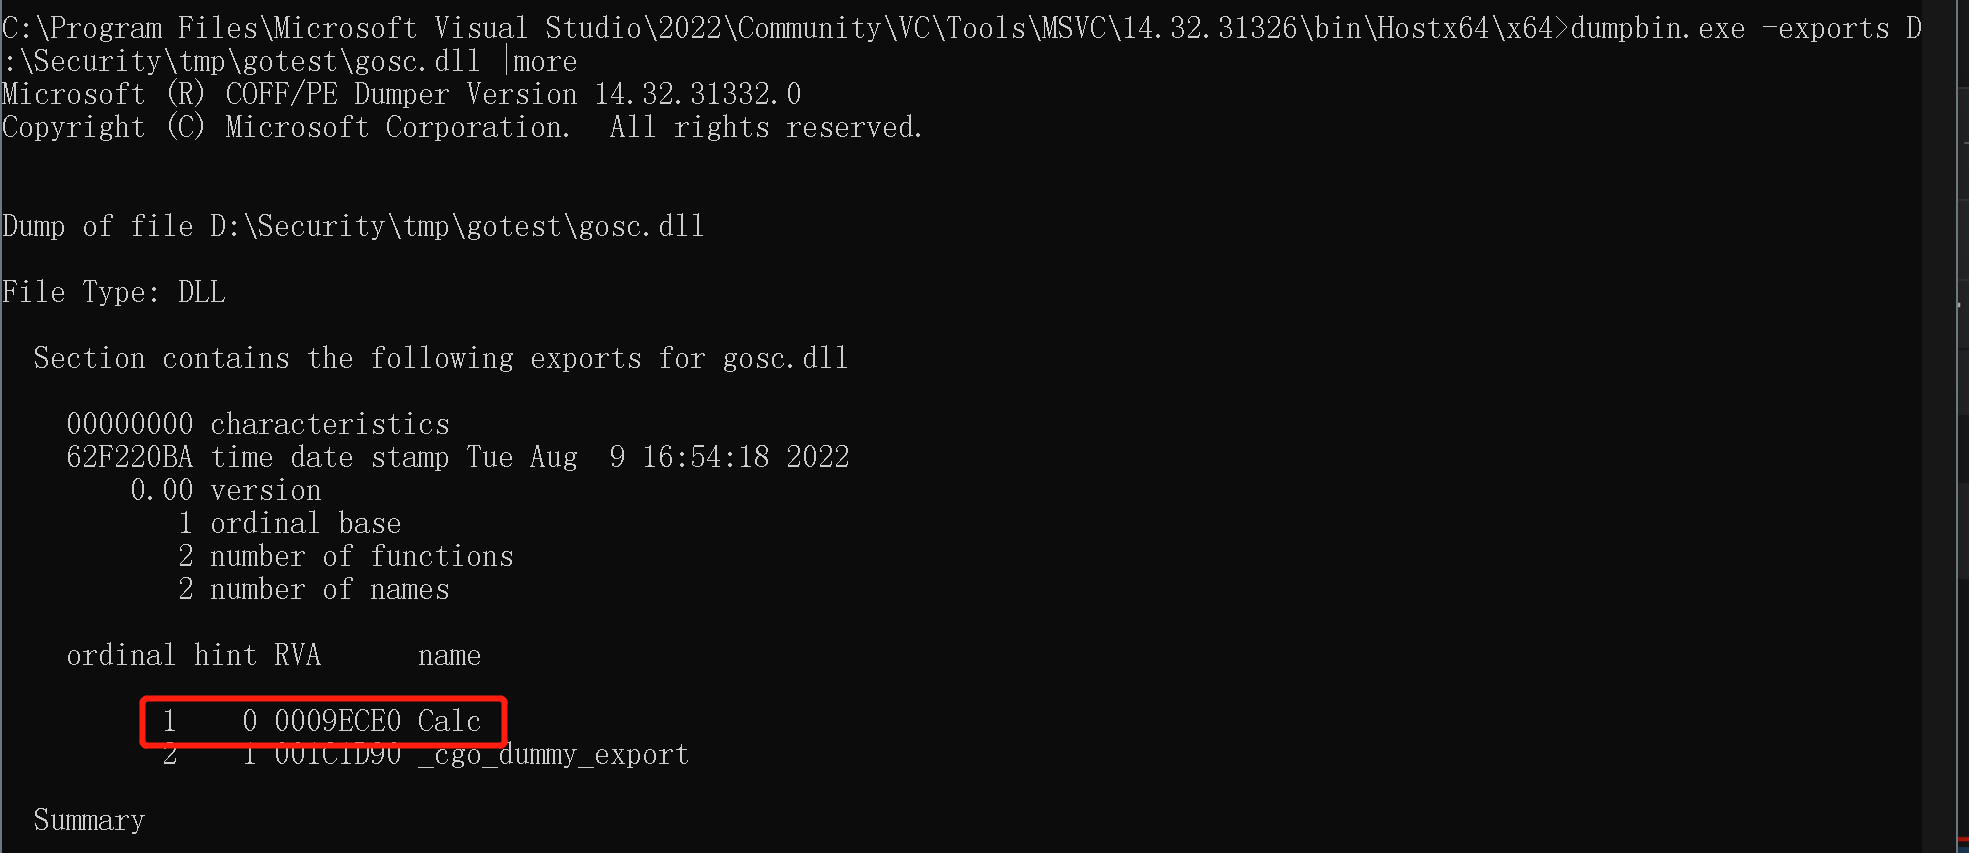 C:\Program Files\Microsoft Visual Studio\2022\Community\VC\Tools\MSVC\14.32.31326\bin\Hostx64\x64>dumpbin.exe -exports D
:\Security\tmp\gotest\gosc.dll |more
Microsoft (R) COFF/PE Dumper Version 14.32.31332.0
Copyright (C) Microsoft Corporation.  All rights reserved.
Dump of file D:\Security\tmp\gotest\gosc.dll
File Type: DLL
  Section contains the following exports for gosc.dll
    00000000 characteristics
    62F220BA time date stamp Tue Aug  9 16:54:18 2022
        0.00 version
           1 ordinal base
           2 number of functions
           2 number of names
    ordinal hint RVA      name
          1    0 0009ECE0 Calc
          2    1 001C1D90 _cgo_dummy_export
  Summary